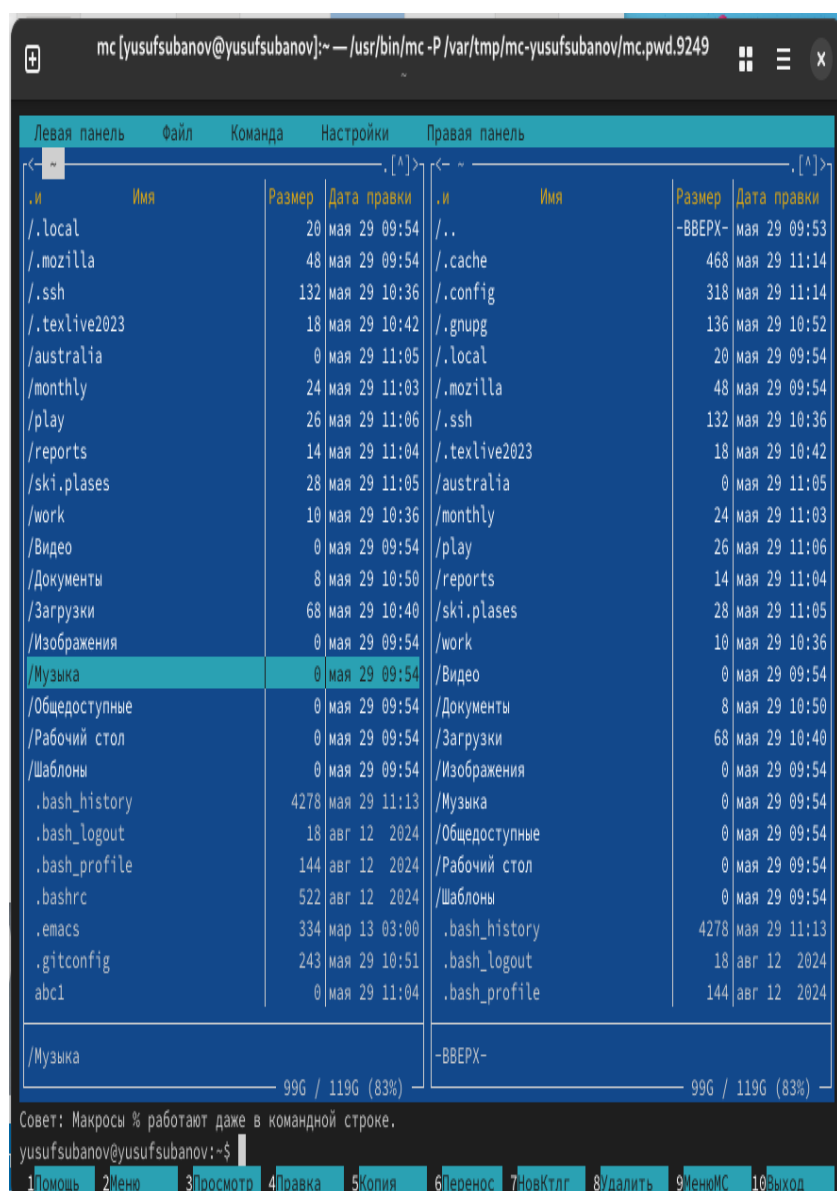 mc [yusufsubanov@yusufsubanov]:~ — /usr/bin/mc -P /var/tmp/mc-yusufsubanov/mc.pwd.9249
~
Левая панель Файл Команда Настройки Правая панель
<— ~ .[^]> <— ~ .[^]>
.и Имя Размер Дата правки .и Имя Размер Дата правки
/.local 20 мая 29 09:54 /.. -ВВЕРХ- мая 29 09:53
/.mozilla 48 мая 29 09:54 /.cache 468 мая 29 11:14
/.ssh 132 мая 29 10:36 /.config 318 мая 29 11:14
/.texlive2023 18 мая 29 10:42 /.gnupg 136 мая 29 10:52
/australia 0 мая 29 11:05 /.local 20 мая 29 09:54
/monthly 24 мая 29 11:03 /.mozilla 48 мая 29 09:54
/play 26 мая 29 11:06 /.ssh 132 мая 29 10:36
/reports 14 мая 29 11:04 /.texlive2023 18 мая 29 10:42
/ski.plases 28 мая 29 11:05 /australia 0 мая 29 11:05
/work 10 мая 29 10:36 /monthly 24 мая 29 11:03
/Видео 0 мая 29 09:54 /play 26 мая 29 11:06
/Документы 8 мая 29 10:50 /reports 14 мая 29 11:04
/Загрузки 68 мая 29 10:40 /ski.plases 28 мая 29 11:05
/Изображения 0 мая 29 09:54 /work 10 мая 29 10:36
/Музыка 0 мая 29 09:54 /Видео 0 мая 29 09:54
/Общедоступные 0 мая 29 09:54 /Документы 8 мая 29 10:50
/Рабочий стол 0 мая 29 09:54 /Загрузки 68 мая 29 10:40
/Шаблоны 0 мая 29 09:54 /Изображения 0 мая 29 09:54
.bash_history 4278 мая 29 11:13 /Музыка 0 мая 29 09:54
.bash_logout 18 авг 12 2024 /Общедоступные 0 мая 29 09:54
.bash_profile 144 авг 12 2024 /Рабочий стол 0 мая 29 09:54
.bashrc 522 авг 12 2024 /Шаблоны 0 мая 29 09:54
.emacs 334 мар 13 03:00 .bash_history 4278 мая 29 11:13
.gitconfig 243 мая 29 10:51 .bash_logout 18 авг 12 2024
abc1 0 мая 29 11:04 .bash_profile 144 авг 12 2024
/Музыка -ВВЕРХ-
99G / 119G (83%) 99G / 119G (83%)
Совет: Макросы % работают даже в командной строке.
yusufsubanov@yusufsubanov:~$
1Помощь 2Меню 3Просмотр 4Правка 5Копия 6Перенос 7НовКтлг 8Удалить 9МенюMC 10Выход